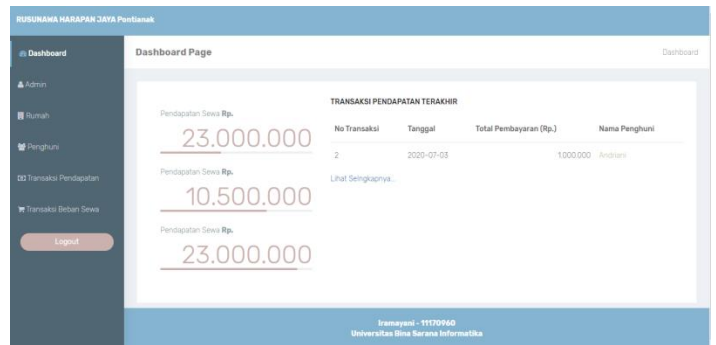 RUSUNAWA HARAPAN JAYA Pontianak
Dashboard
Admin
Rumah
Penghuni
Transaksi Pendapatan
Transaksi Beban Sewa
Logout
Dashboard Page
Dashboard
Pendapatan Sewa Rp.
23.000.000
Pendapatan Sewa Rp.
10.500.000
Pendapatan Sewa Rp.
23.000.000
TRANSAKSI PENDAPATAN TERAKHIR
No Transaksi Tanggal Total Pembayaran (Rp.) Nama Penghuni
2 2020-07-03 1.000.000 Andriani
Lihat Selngkapnya..
Iramayani - 11170960
Universitas Bina Sarana Informatika